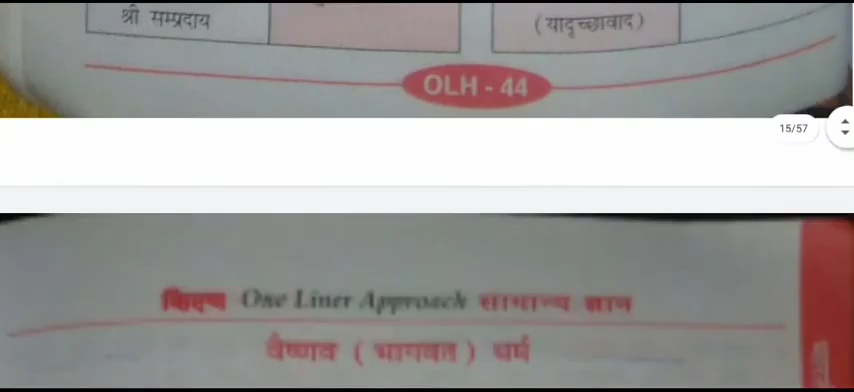 श्री सम्प्रदाय
(यादृच्छावाद)
OLH - 44
15/57
One Liner Approach सामान्य ज्ञान
वैष्णव ( भागवत ) धर्म